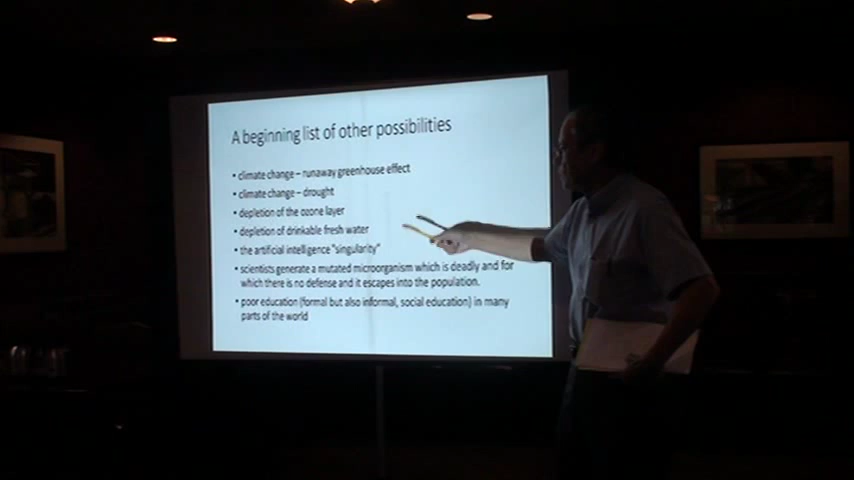 A beginning list of other possibilities
• climate change – runaway greenhouse effect
• climate change – drought
• depletion of the ozone layer
• depletion of drinkable fresh water
• the artificial intelligence "singularity"
• scientists generate a mutated microorganism which is deadly and for
which there is no defense and it escapes into the population.
• poor education (formal but also informal, social education) in many
parts of the world